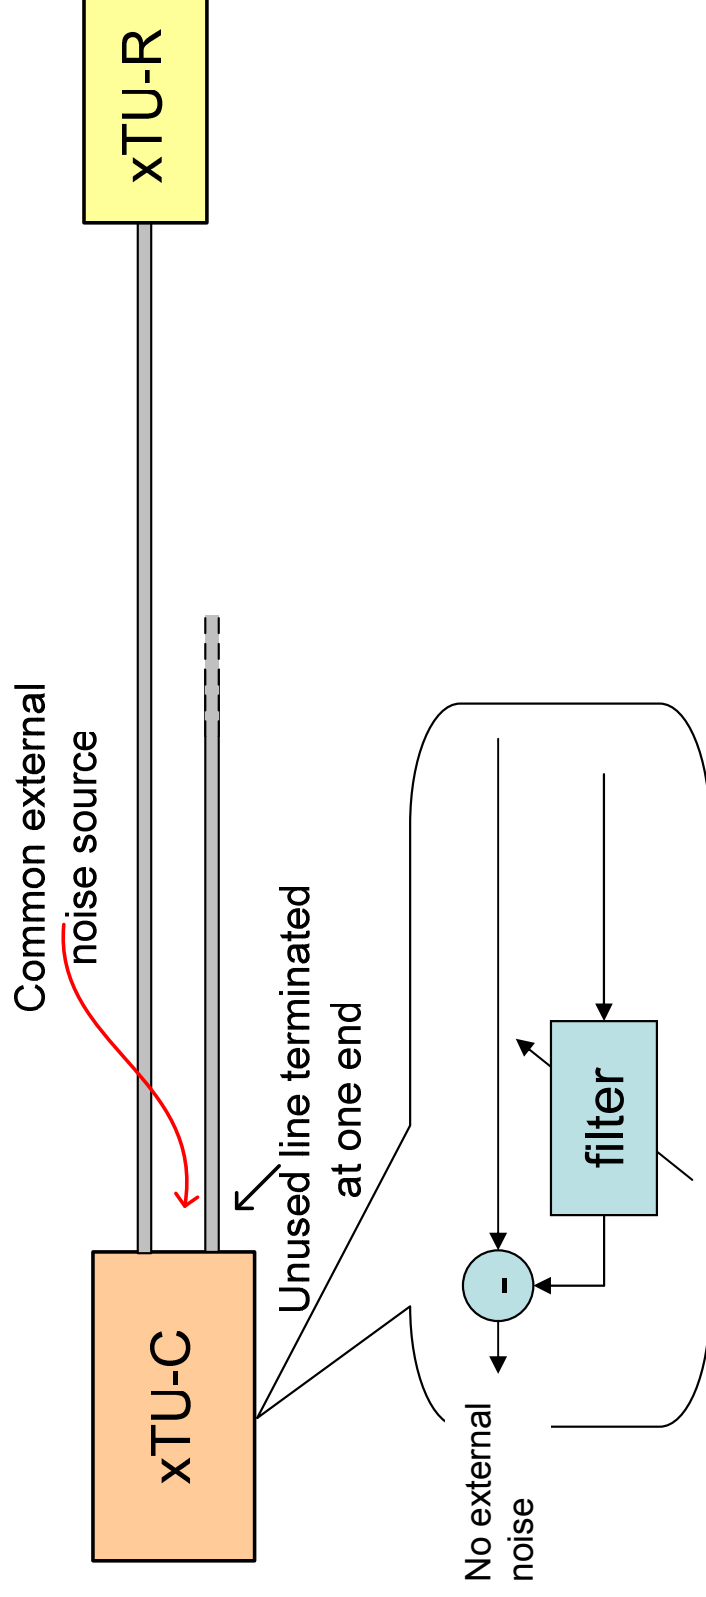 Common external
noise source
xTU-C
xTU-R
Unused line terminated
at one end
No external
noise
-
filter